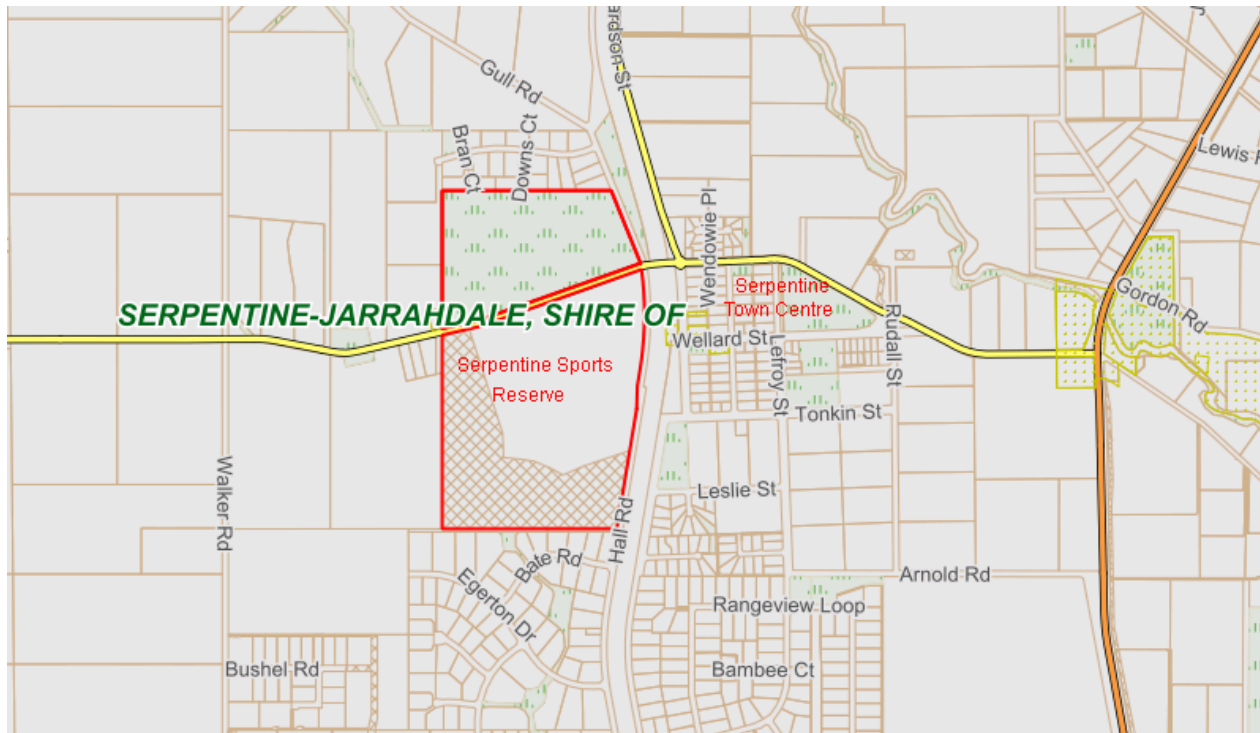 ardson St
Gull Rd
Bran Ct
Downs Ct
Lewis R
Wendowie Pl
Gordon Rd
Serpentine
Town Centre
SERPENTINE-JARRAHDALE, SHIRE OF
Rudall St
Wellard St
Lefroy St
Serpentine Sports
Reserve
Tonkin St
Walker Rd
Leslie St
Hall Rd
Bate Rd
Egerton Dr
Arnold Rd
Rangeview Loop
Bushel Rd
Bambee Ct